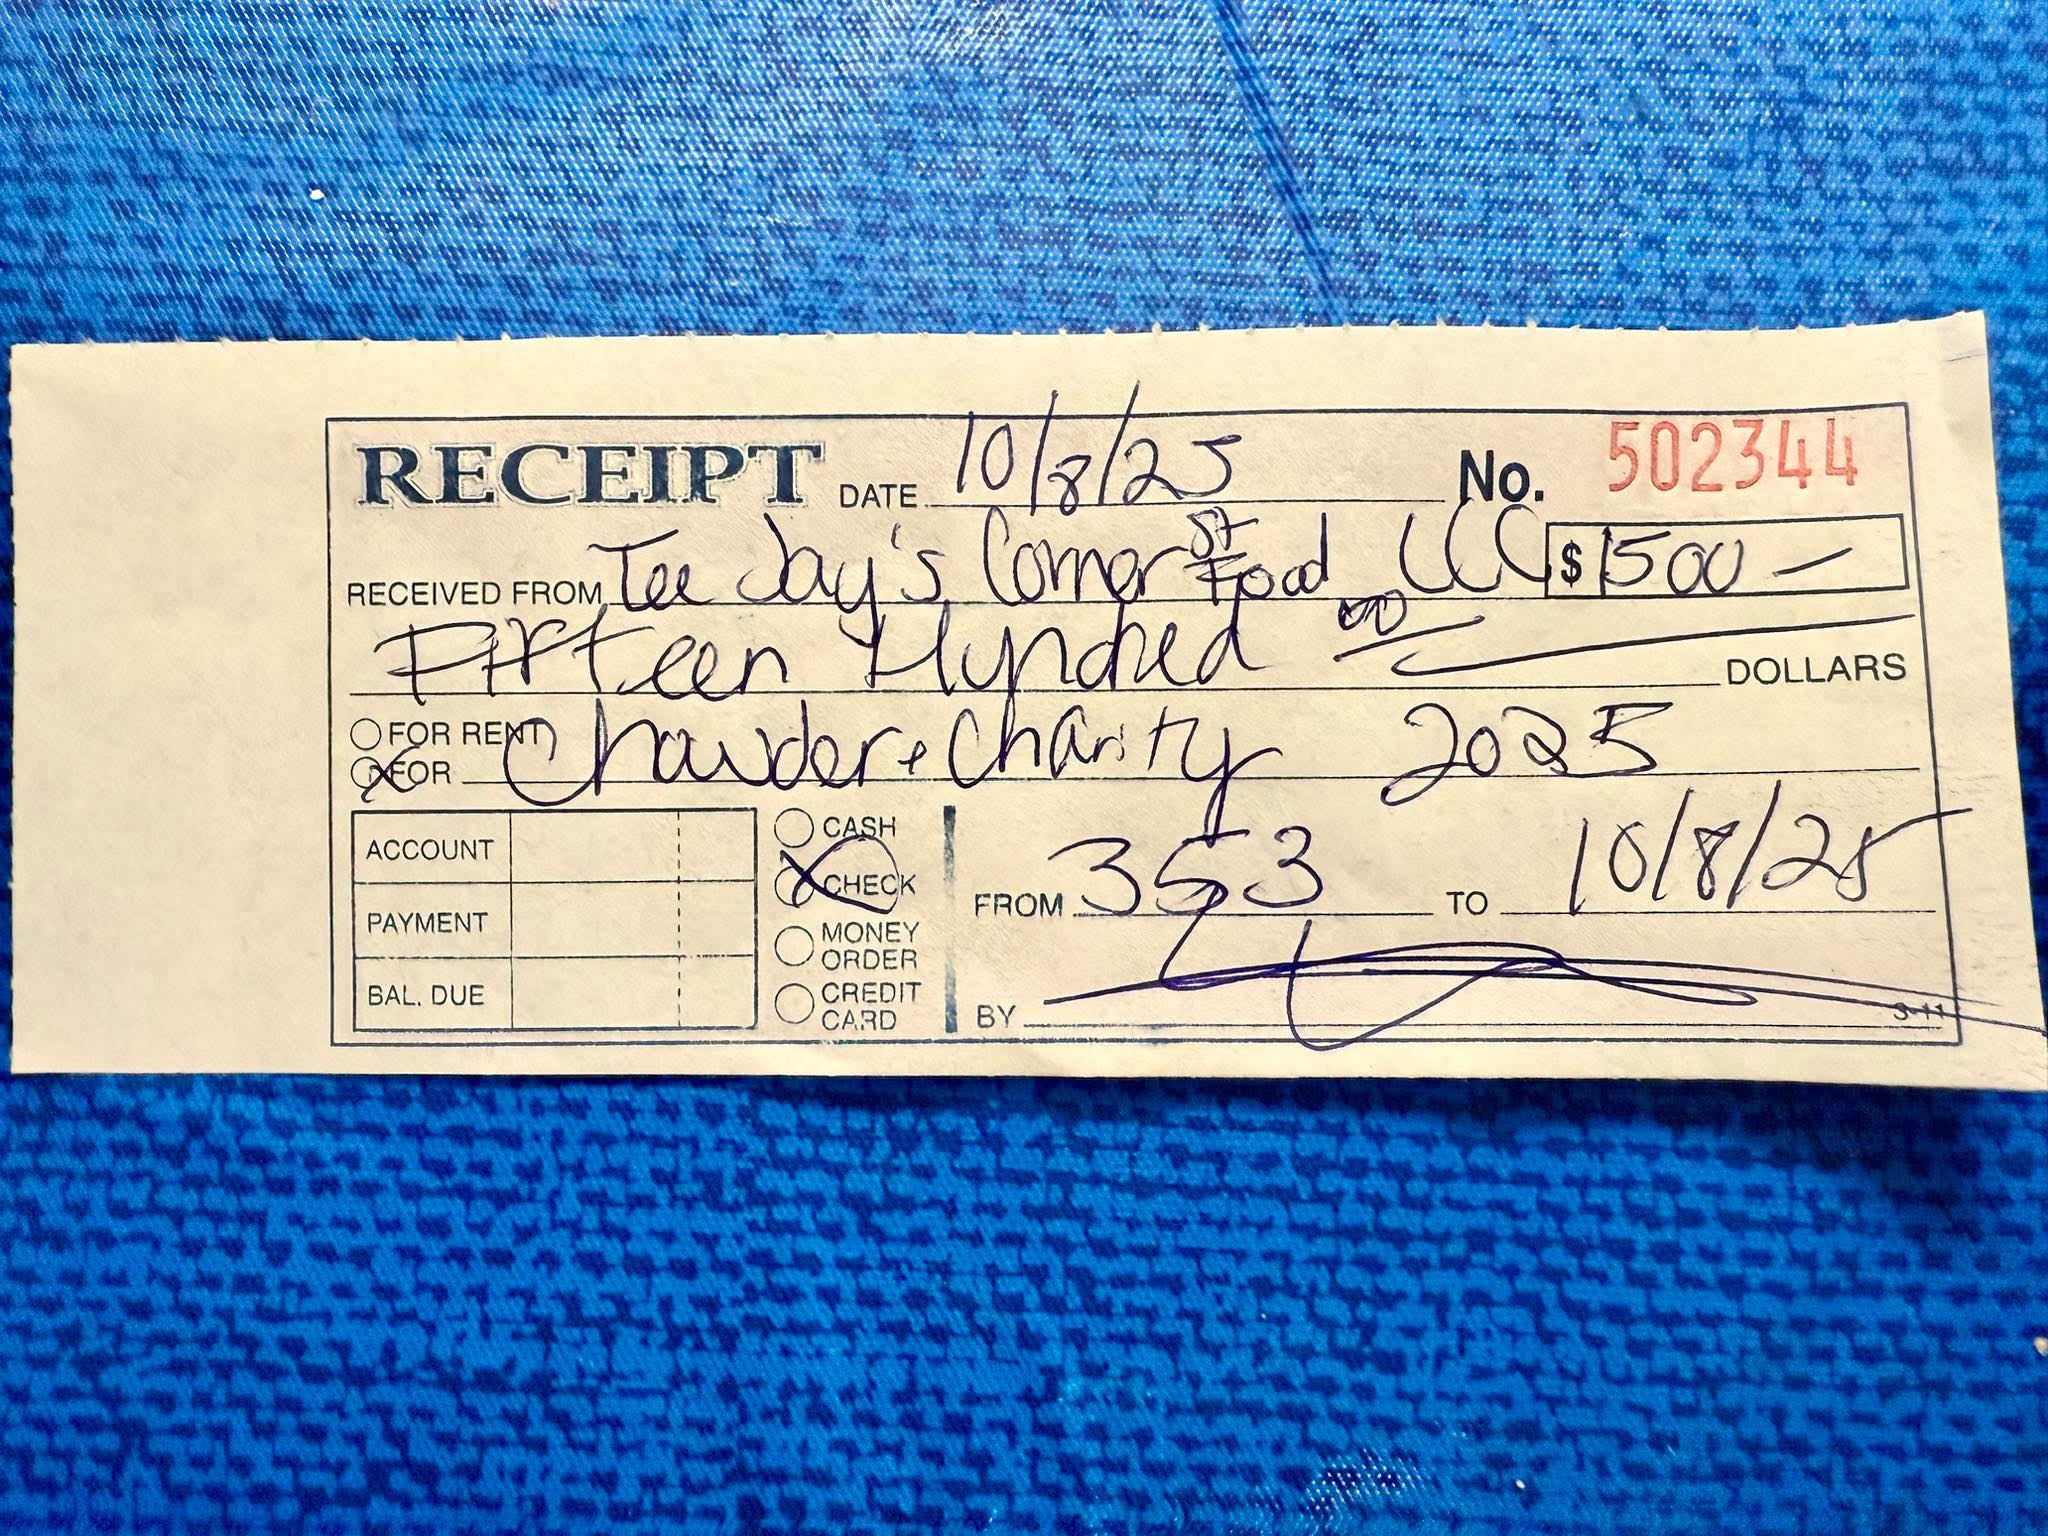 RECEIPT DATE 10/8/25 No. 502344
RECEIVED FROM Tee Jay's Corner St Food LLC $ 1500 —
Fifteen Hundred 00 DOLLARS
FOR RENT
FOR Chowder + Charity 2025
ACCOUNT
PAYMENT
BAL. DUE
CASH
CHECK
MONEY ORDER
CREDIT CARD
FROM 353 TO 10/8/25
BY
3-11